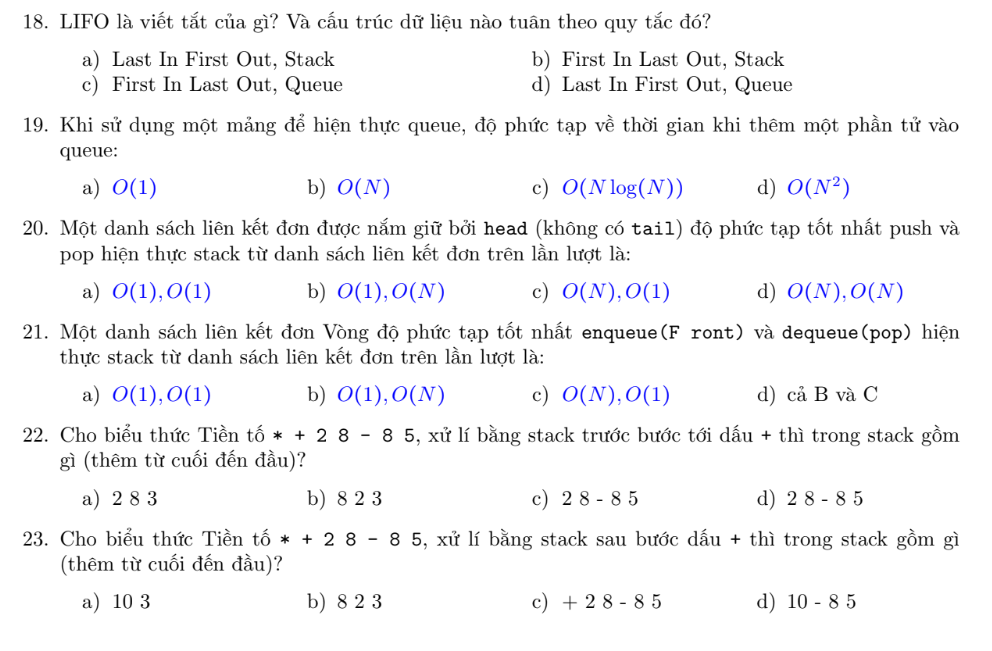 18. LIFO là viết tắt của gì? Và cấu trúc dữ liệu nào tuân theo quy tắc đó?
a) Last In First Out, Stack b) First In Last Out, Stack
c) First In Last Out, Queue d) Last In First Out, Queue
19. Khi sử dụng một mảng để hiện thực queue, độ phức tạp về thời gian khi thêm một phần tử vào
queue:
a) O(1) b) O(N) c) O(N log(N)) d) O(N²)
20. Một danh sách liên kết đơn được nắm giữ bởi head (không có tail) độ phức tạp tốt nhất push và
pop hiện thực stack từ danh sách liên kết đơn trên lần lượt là:
a) O(1), O(1) b) O(1), O(N) c) O(N), O(1) d) O(N), O(N)
21. Một danh sách liên kết đơn Vòng độ phức tạp tốt nhất enqueue(F ront) và dequeue(pop) hiện
thực stack từ danh sách liên kết đơn trên lần lượt là:
a) O(1), O(1) b) O(1), O(N) c) O(N), O(1) d) cả B và C
22. Cho biểu thức Tiền tố * + 2 8 - 8 5, xử lí bằng stack trước bước tới dấu + thì trong stack gồm
gì (thêm từ cuối đến đầu)?
a) 2 8 3 b) 8 2 3 c) 2 8 - 8 5 d) 2 8 - 8 5
23. Cho biểu thức Tiền tố * + 2 8 - 8 5, xử lí bằng stack sau bước dấu + thì trong stack gồm gì
(thêm từ cuối đến đầu)?
a) 10 3 b) 8 2 3 c) + 2 8 - 8 5 d) 10 - 8 5